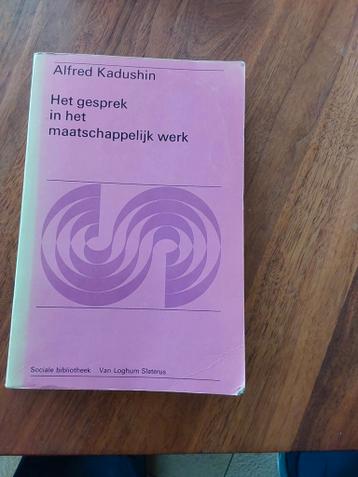 Alfred Kadushin
Het gesprek
in het
maatschappelijk werk
Sociale bibliotheek Van Loghum Slaterus